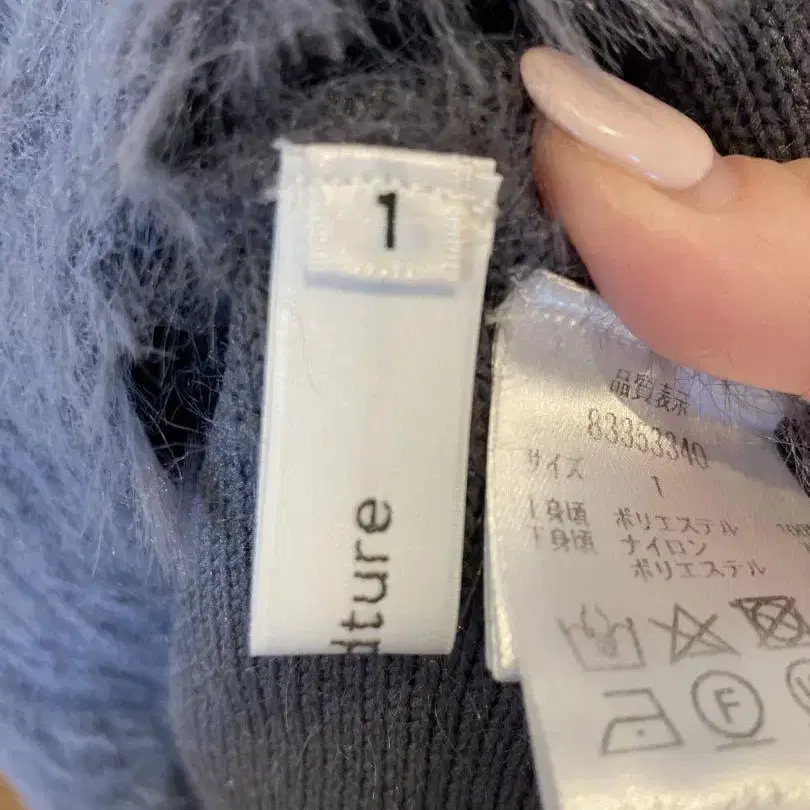 1
dture
品質表示
83353340
サイズ
1
上身頃 ポリエステル 100%
下身頃 ナイロン
ポリエステル
F